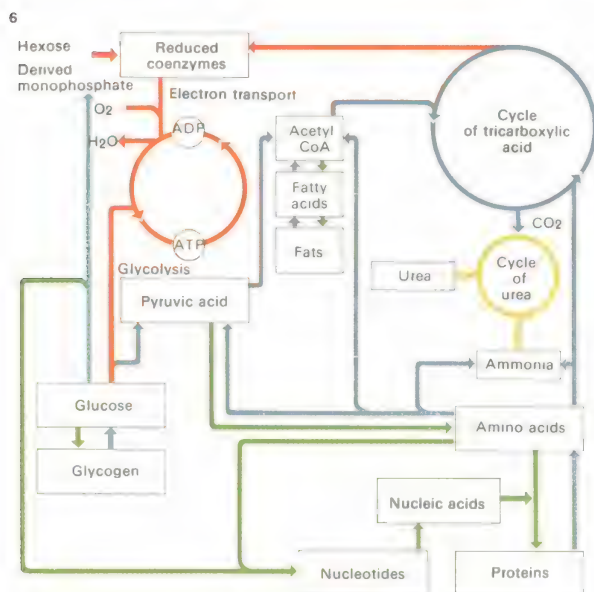 6
Hexose
Derived
monophosphate
Reduced
coenzymes
Electron transport
O2
H2O
ADP
ATP
Glycolysis
Acetyl
CoA
Fatty
acids
Fats
Cycle
of tricarboxylic
acid
CO2
Cycle
of
urea
Urea
Pyruvic acid
Ammonia
Glucose
Amino acids
Glycogen
Nucleic acids
Nucleotides
Proteins